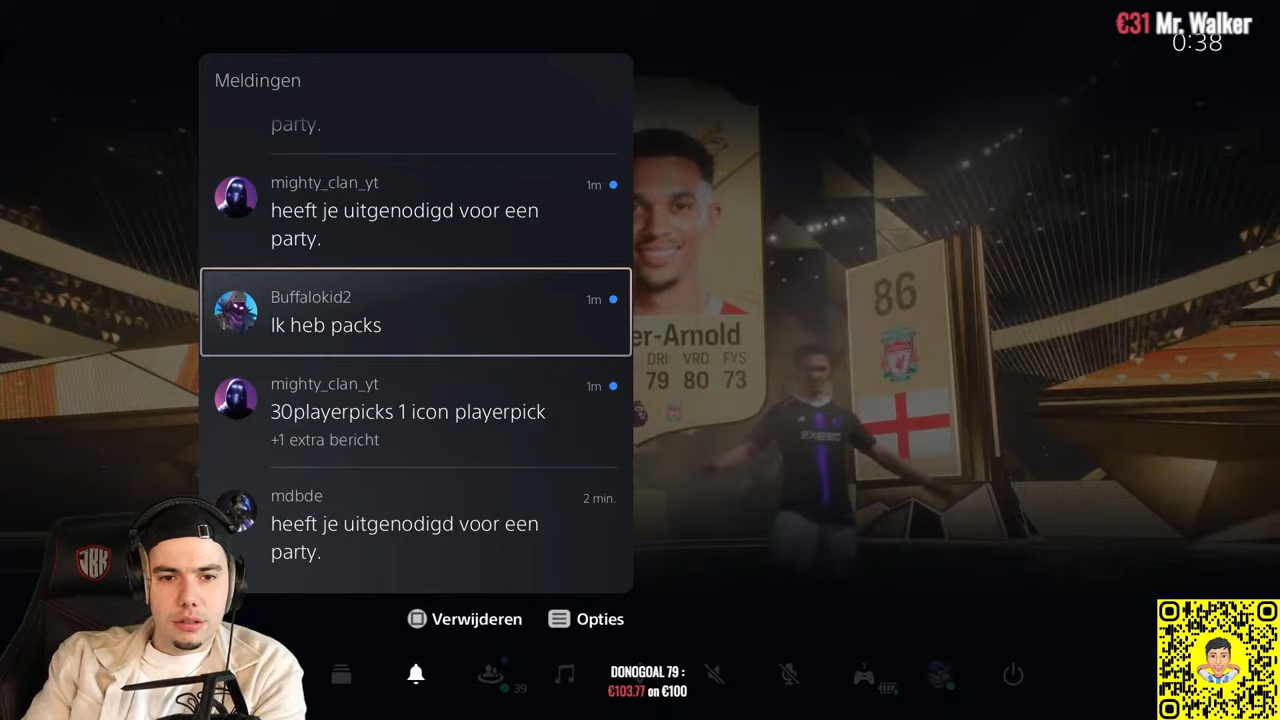 €31 Mr. Walker
0:38
Meldingen
party.
mighty_clan_yt
1m
heeft je uitgenodigd voor een
party.
Buffalokid2
1m
Ik heb packs
mighty_clan_yt
1m
30playerpicks 1 icon playerpick
+1 extra bericht
mdbde
2 min.
heeft je uitgenodigd voor een
party.
Verwijderen
Opties
39
DONOGOAL 79 :
€103.77 on €100
er-Arnold
DRI VRD FYS
79 80 73
86
JBK